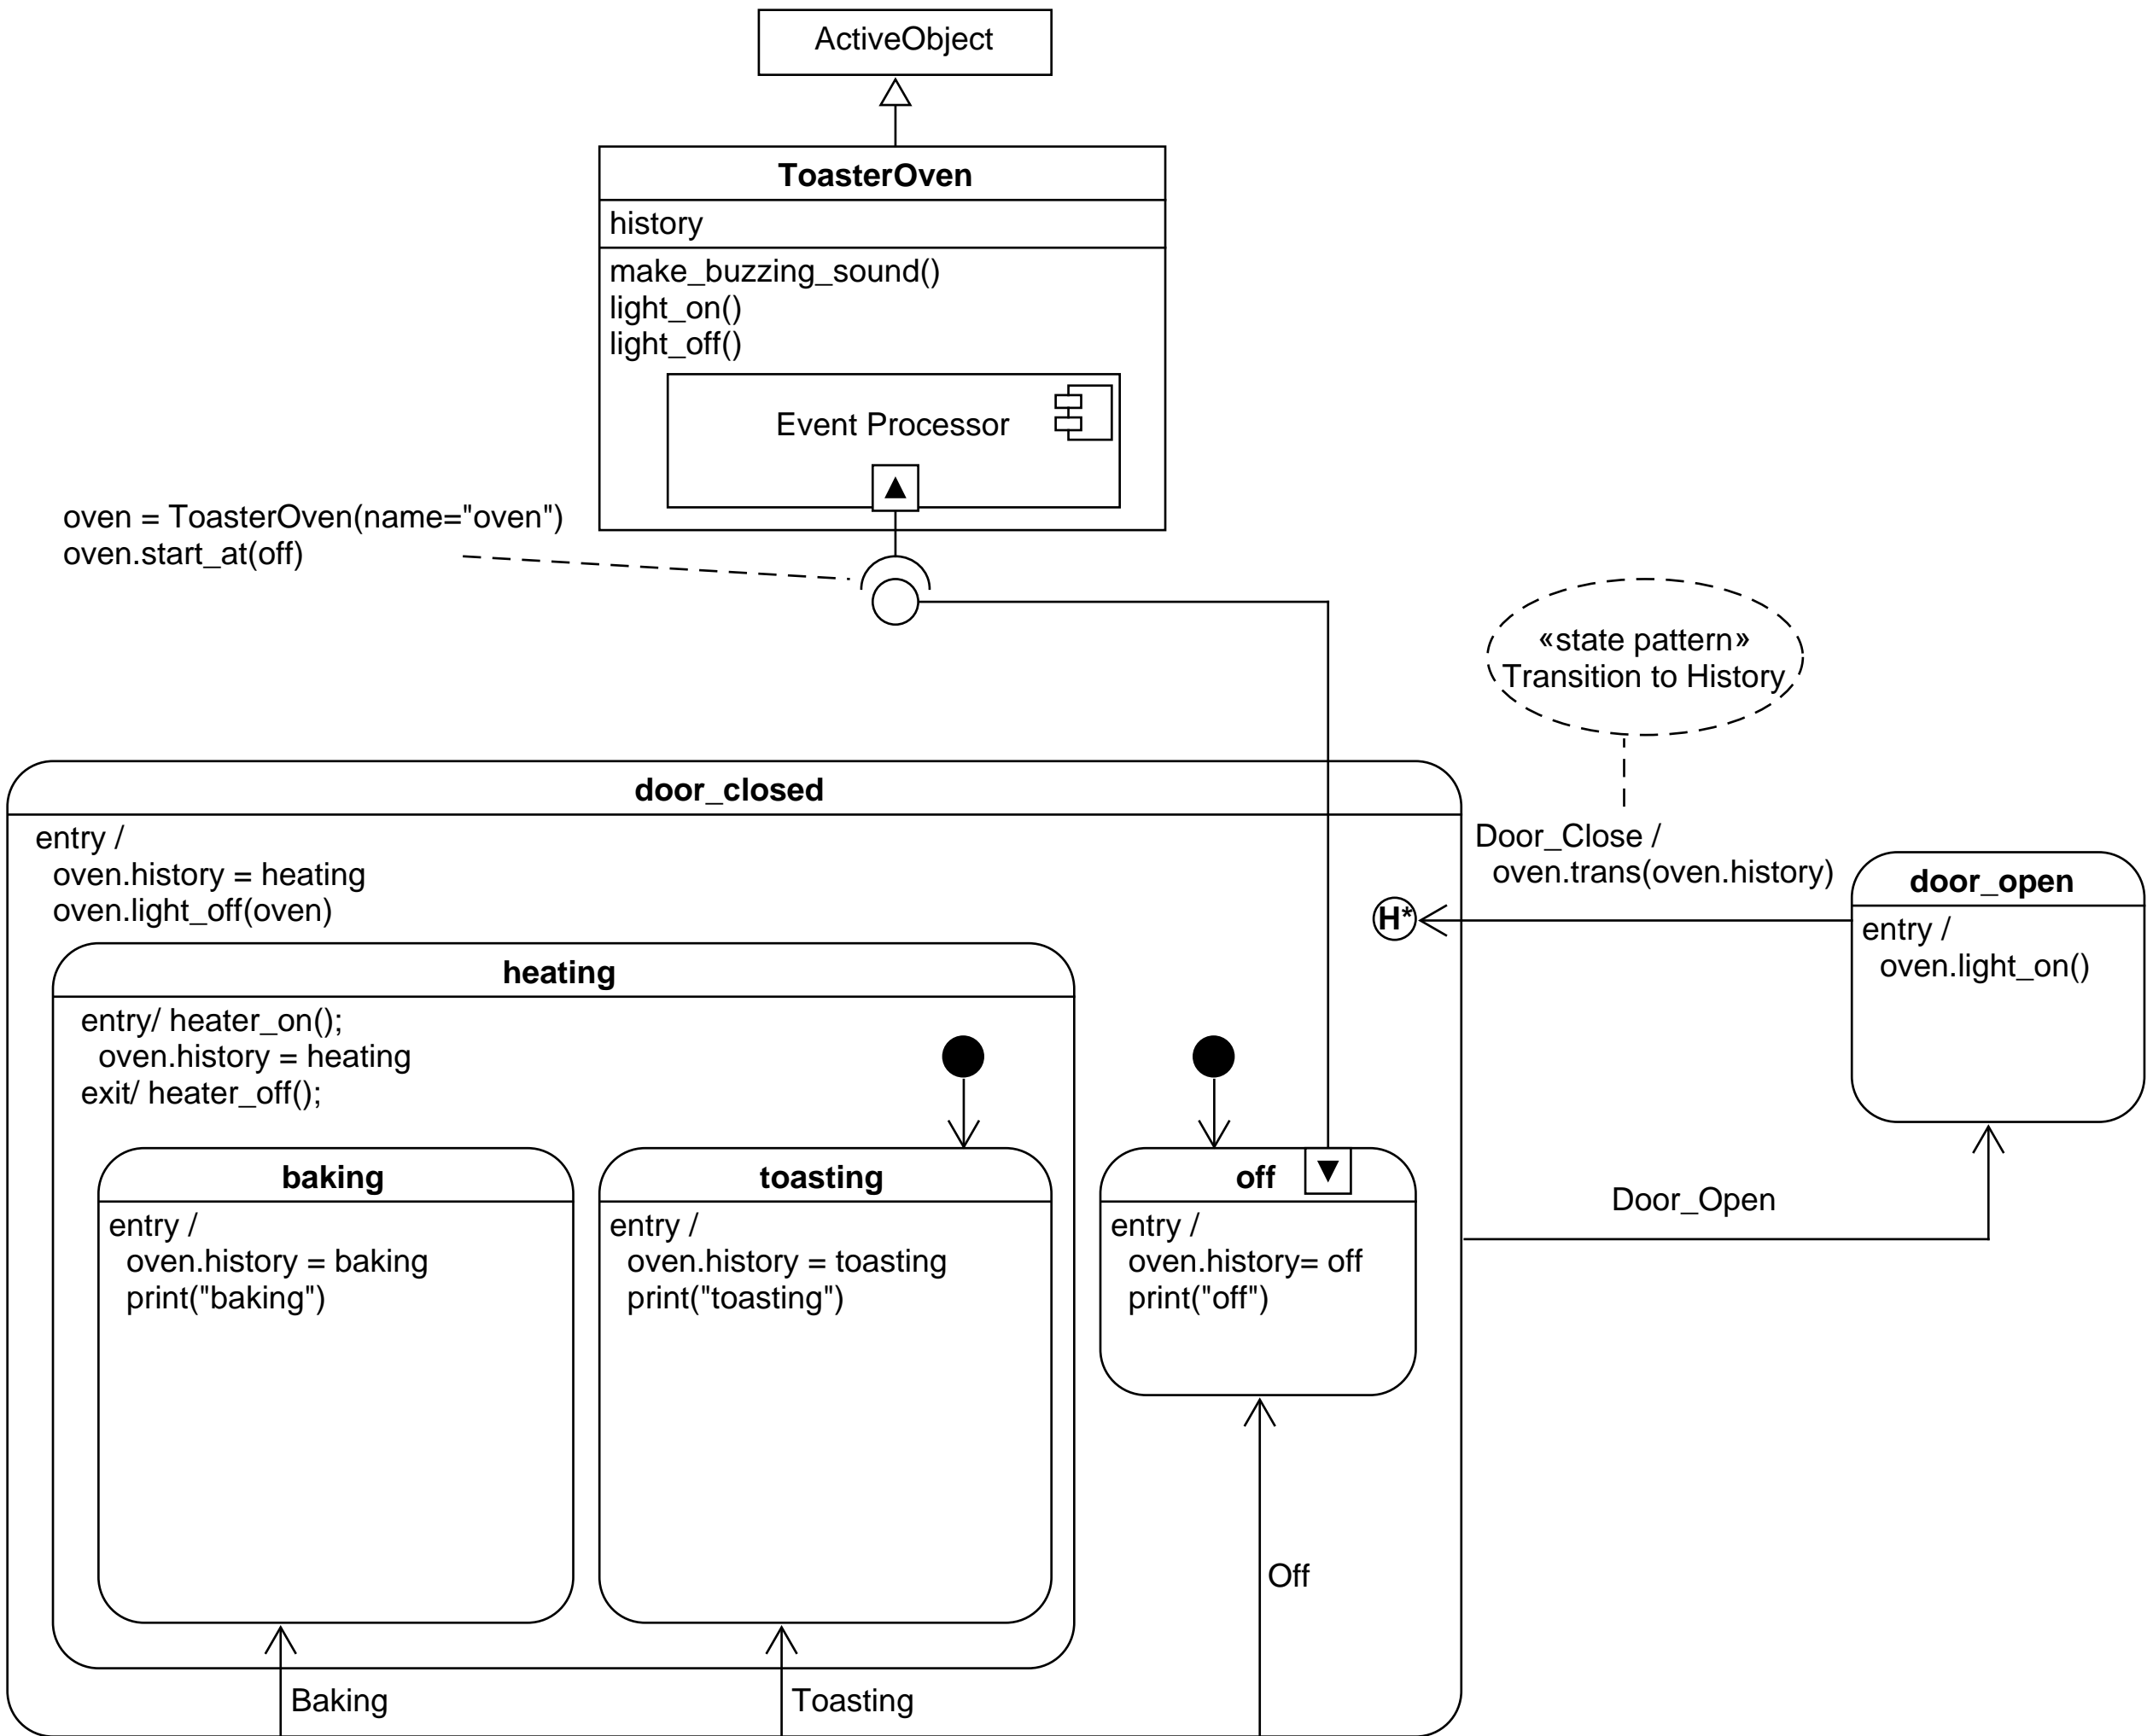 ActiveObject
ToasterOven
history
make_buzzing_sound()
light_on()
light_off()
Event Processor
oven = ToasterOven(name="oven")
oven.start_at(off)
«state pattern»
Transition to History
door_closed
entry /
oven.history = heating
oven.light_off(oven)
Door_Close /
oven.trans(oven.history)
H*
door_open
entry /
oven.light_on()
heating
entry/ heater_on();
oven.history = heating
exit/ heater_off();
baking
entry /
oven.history = baking
print("baking")
toasting
entry /
oven.history = toasting
print("toasting")
off
entry /
oven.history= off
print("off")
Door_Open
Off
Baking
Toasting